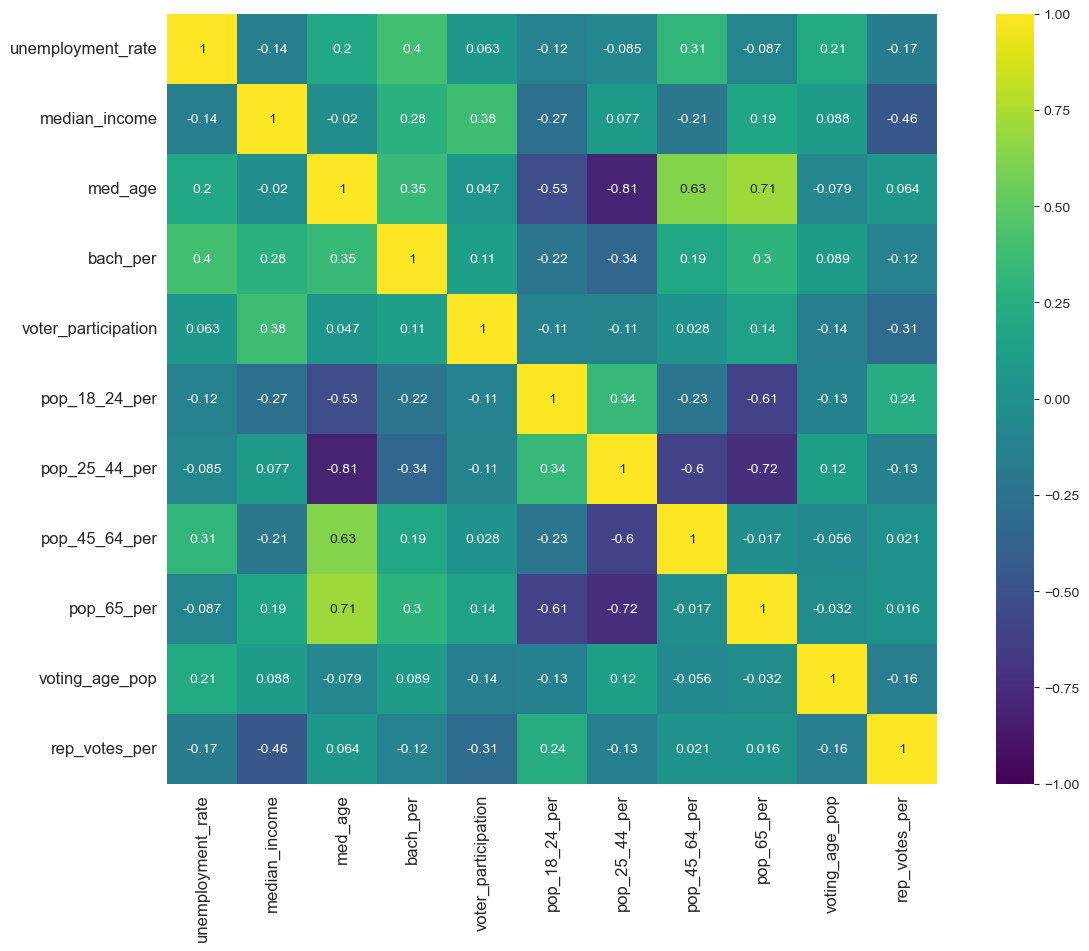 unemployment_rate 1 -0.14 0.2 0.4 0.063 -0.12 -0.085 0.31 -0.087 0.21 -0.17
median_income -0.14 1 -0.02 0.28 0.38 -0.27 0.077 -0.21 0.19 0.088 -0.46
med_age 0.2 -0.02 1 0.35 0.047 -0.53 -0.81 0.63 0.71 -0.079 0.064
bach_per 0.4 0.28 0.35 1 0.11 -0.22 -0.34 0.19 0.3 0.089 -0.12
voter_participation 0.063 0.38 0.047 0.11 1 -0.11 -0.11 0.028 0.14 -0.14 -0.31
pop_18_24_per -0.12 -0.27 -0.53 -0.22 -0.11 1 0.34 -0.23 -0.61 -0.13 0.24
pop_25_44_per -0.085 0.077 -0.81 -0.34 -0.11 0.34 1 -0.6 -0.72 0.12 -0.13
pop_45_64_per 0.31 -0.21 0.63 0.19 0.028 -0.23 -0.6 1 -0.017 -0.056 0.021
pop_65_per -0.087 0.19 0.71 0.3 0.14 -0.61 -0.72 -0.017 1 -0.032 0.016
voting_age_pop 0.21 0.088 -0.079 0.089 -0.14 -0.13 0.12 -0.056 -0.032 1 -0.16
rep_votes_per -0.17 -0.46 0.064 -0.12 -0.31 0.24 -0.13 0.021 0.016 -0.16 1
unemployment_rate
median_income
med_age
bach_per
voter_participation
pop_18_24_per
pop_25_44_per
pop_45_64_per
pop_65_per
voting_age_pop
rep_votes_per
1.00
0.75
0.50
0.25
0.00
−0.25
−0.50
−0.75
−1.00